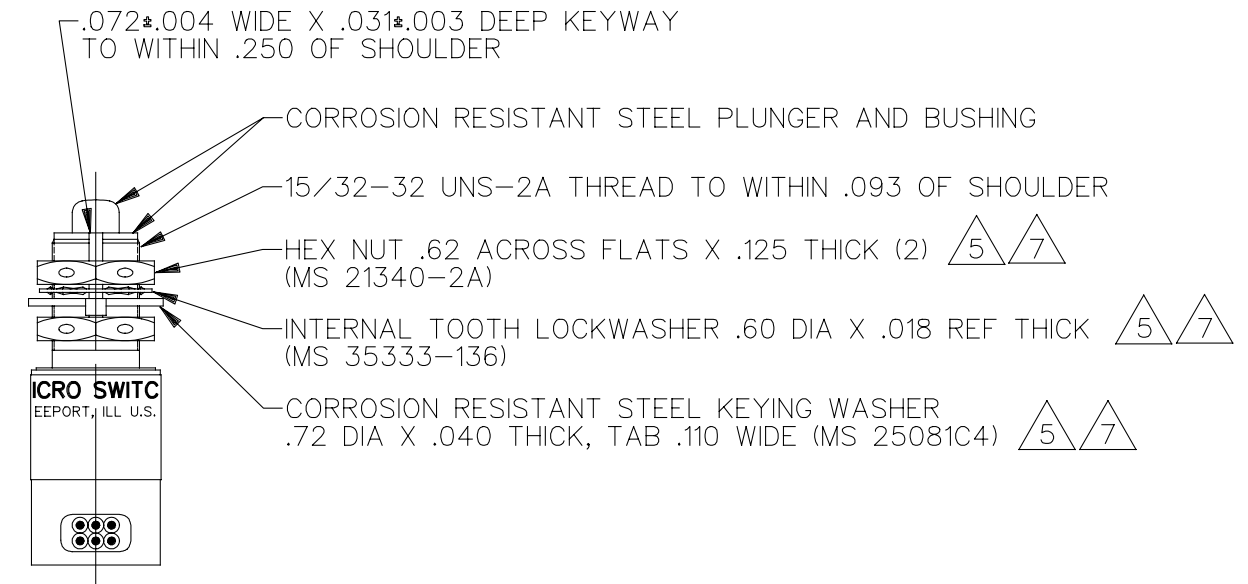 .072±.004 WIDE X .031±.003 DEEP KEYWAY
TO WITHIN .250 OF SHOULDER
CORROSION RESISTANT STEEL PLUNGER AND BUSHING
15/32-32 UNS-2A THREAD TO WITHIN .093 OF SHOULDER
HEX NUT .62 ACROSS FLATS X .125 THICK (2) 5 7
(MS 21340-2A)
INTERNAL TOOTH LOCKWASHER .60 DIA X .018 REF THICK 5 7
(MS 35333-136)
CORROSION RESISTANT STEEL KEYING WASHER
.72 DIA X .040 THICK, TAB .110 WIDE (MS 25081C4) 5 7
ICRO SWITC
EEPORT, ILL U.S.